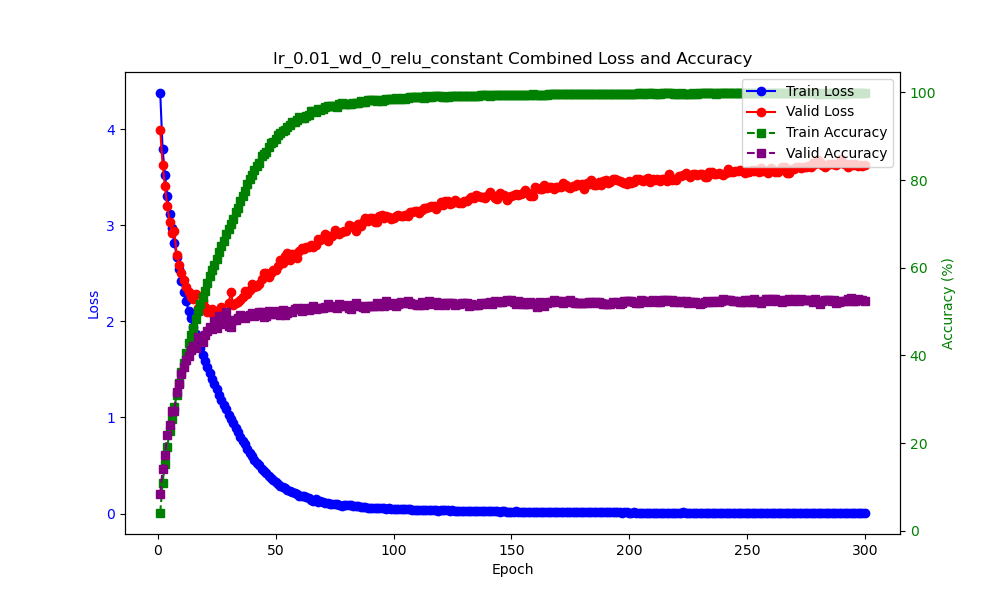 lr_0.01_wd_0_relu_constant Combined Loss and Accuracy
Train Loss
Valid Loss
Train Accuracy
Valid Accuracy
Loss
4
3
2
1
0
100
80
60
40
20
0
Accuracy (%)
0 50 100 150 200 250 300
Epoch